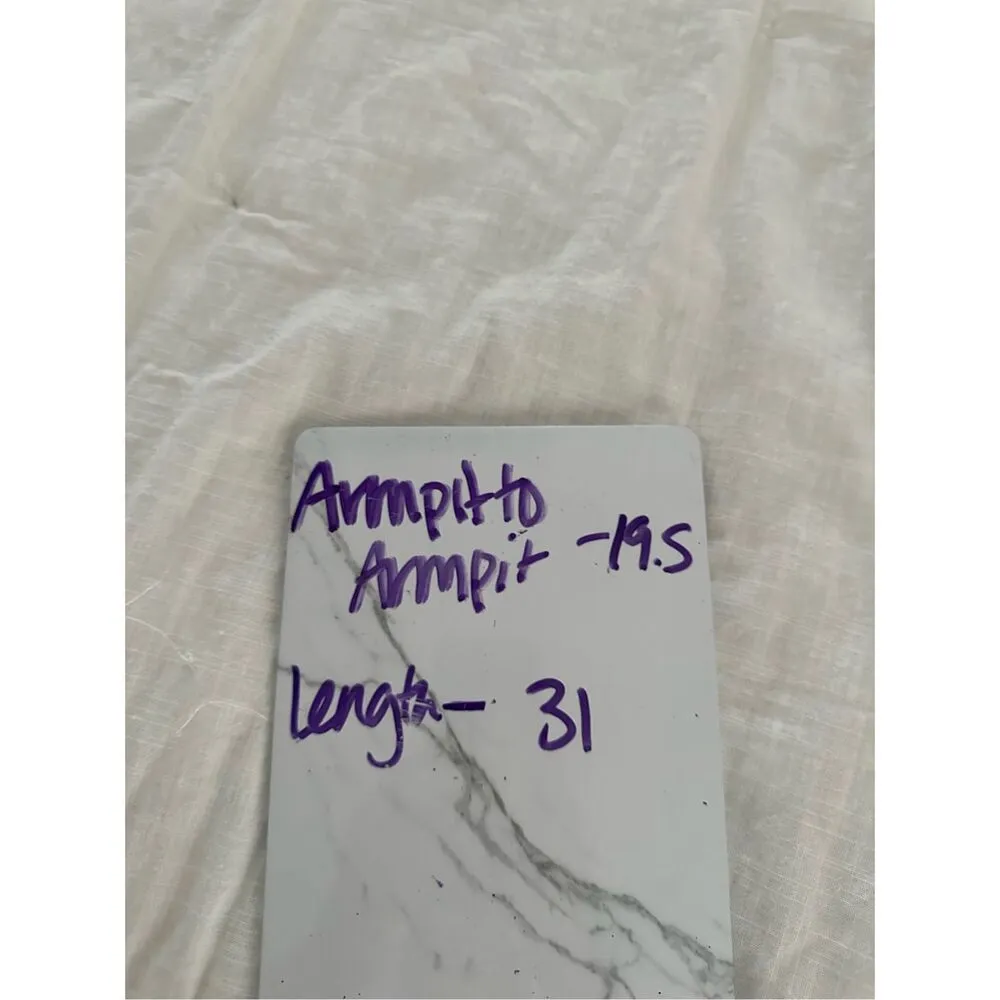 Armpit to
Armpit -19.5
Length - 31